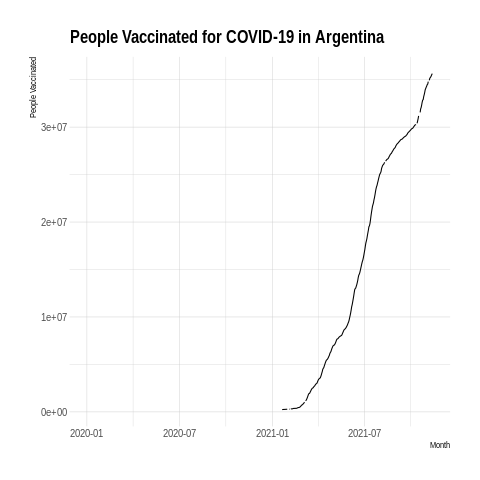 People Vaccinated for COVID-19 in Argentina
People Vaccinated
3e+07
2e+07
1e+07
0e+00
2020-01 2020-07 2021-01 2021-07
Month